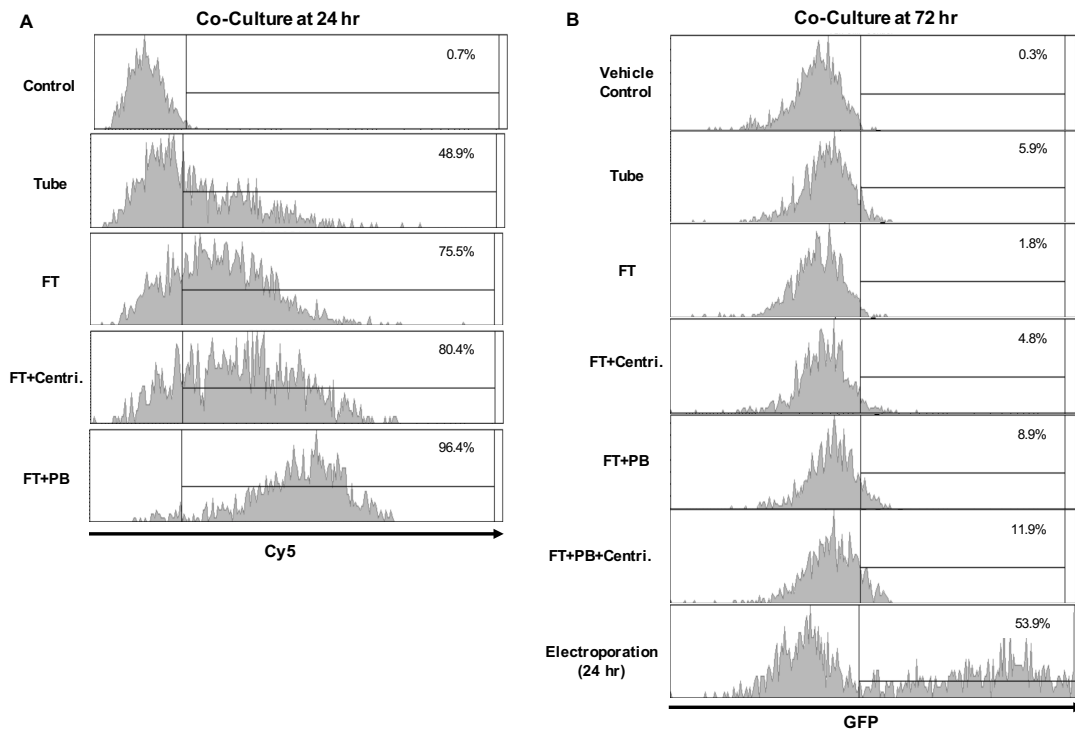 A
Co-Culture at 24 hr
Control
0.7%
Tube
48.9%
FT
75.5%
FT+Centri.
80.4%
FT+PB
96.4%
Cy5
B
Co-Culture at 72 hr
Vehicle
Control
0.3%
Tube
5.9%
FT
1.8%
FT+Centri.
4.8%
FT+PB
8.9%
FT+PB+Centri.
11.9%
Electroporation
(24 hr)
53.9%
GFP